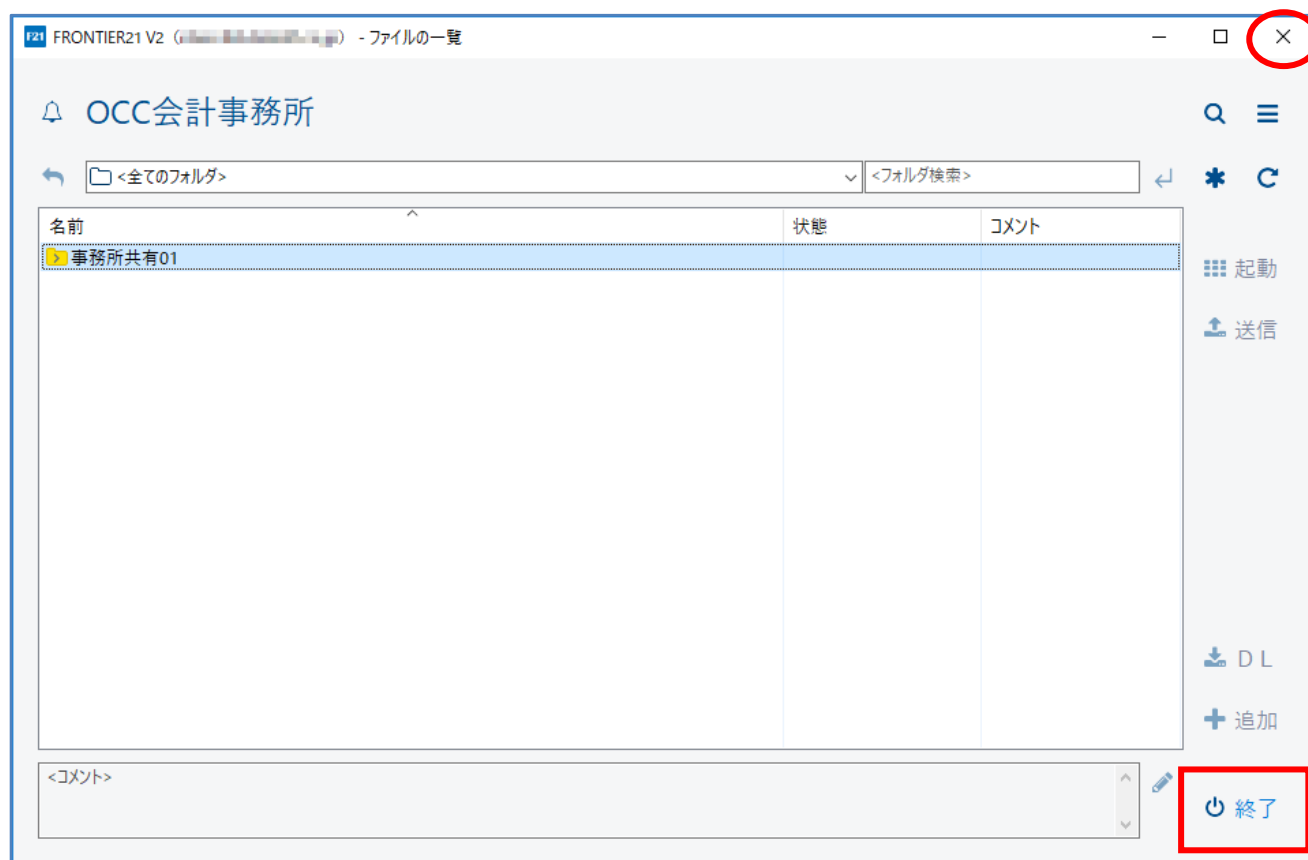 F21 FRONTIER21 V2 () - ファイルの一覧
OCC会計事務所
<全てのフォルダ> <フォルダ検索>
名前 状態 コメント
事務所共有01
起動
送信
DL
追加
<コメント>
終了